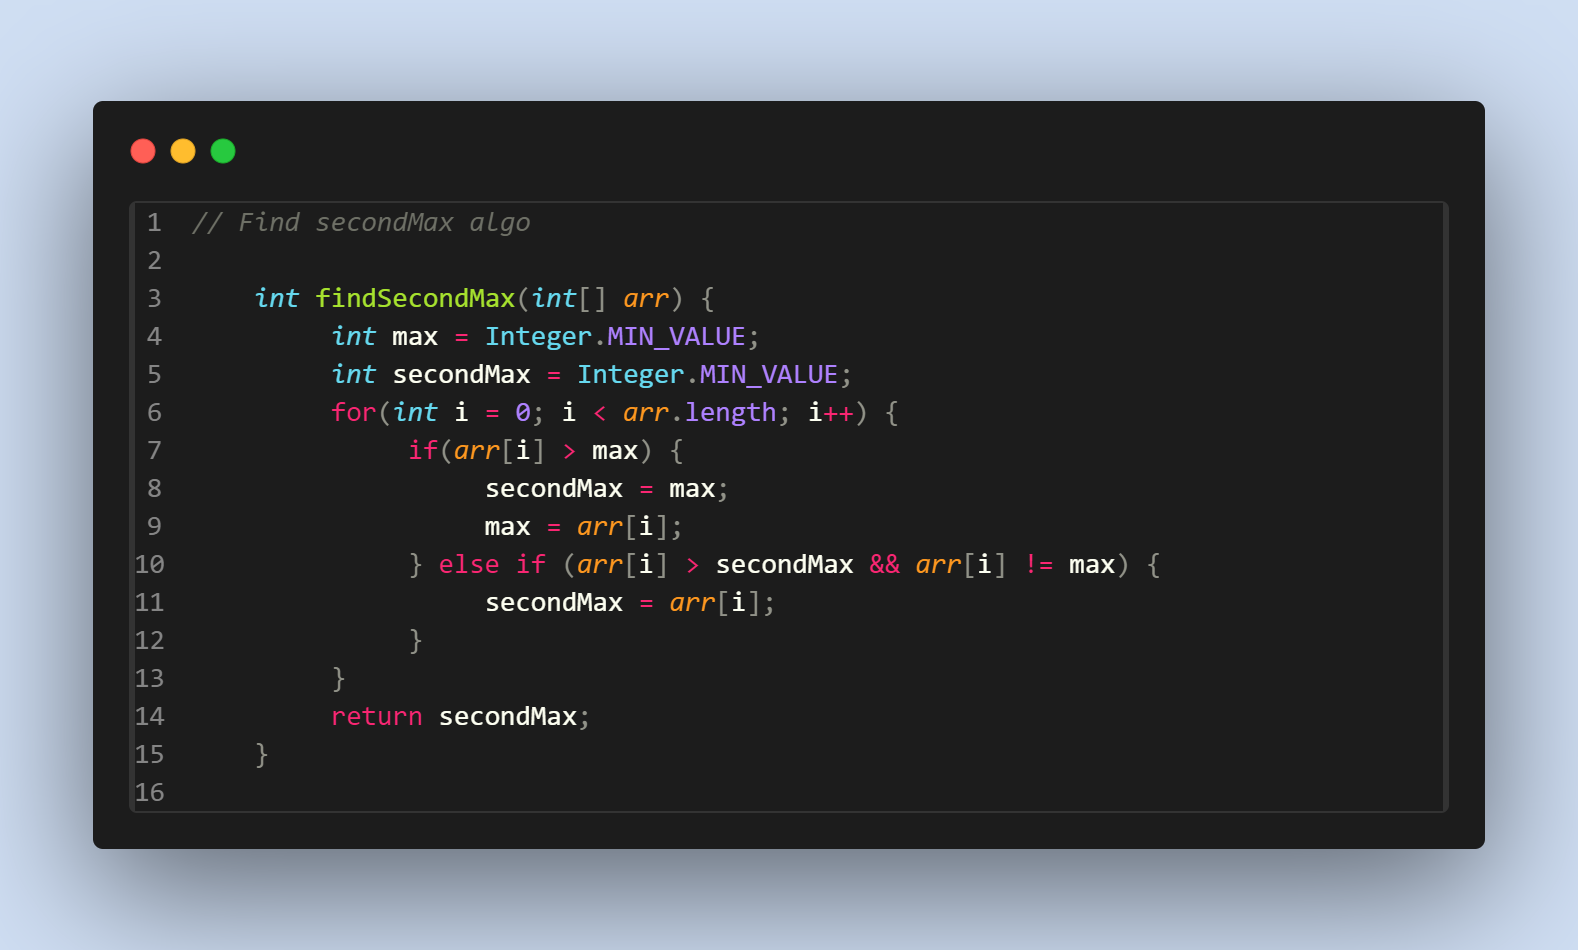 1 // Find secondMax algo
2
3     int findSecondMax(int[] arr) {
4          int max = Integer.MIN_VALUE;
5          int secondMax = Integer.MIN_VALUE;
6          for(int i = 0; i < arr.length; i++) {
7               if(arr[i] > max) {
8                    secondMax = max;
9                    max = arr[i];
10               } else if (arr[i] > secondMax && arr[i] != max) {
11                    secondMax = arr[i];
12               }
13          }
14          return secondMax;
15     }
16